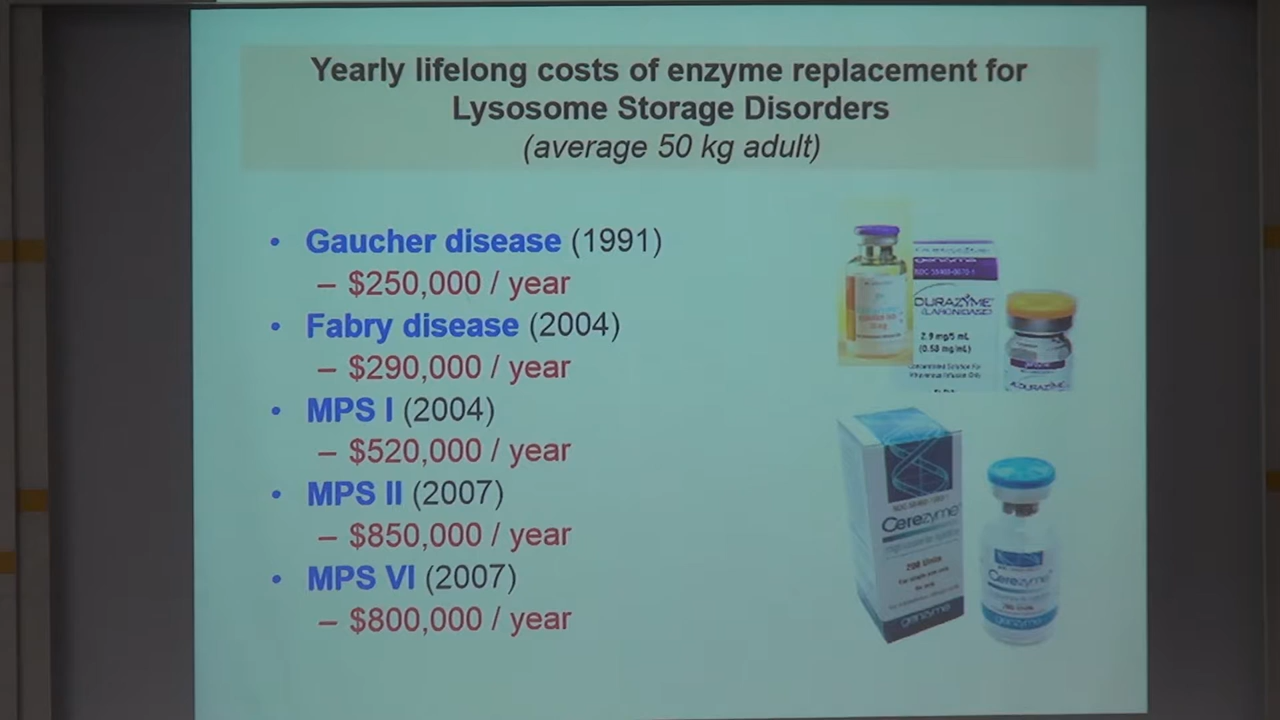 Yearly lifelong costs of enzyme replacement for
Lysosome Storage Disorders
(average 50 kg adult)
• Gaucher disease (1991)
– $250,000 / year
• Fabry disease (2004)
– $290,000 / year
• MPS I (2004)
– $520,000 / year
• MPS II (2007)
– $850,000 / year
• MPS VI (2007)
– $800,000 / year
genzyme
DURAZYME
(LARONIDASE)
2.9 mg/5 mL
(0.58 mg/mL)
ALDURAZYME
Cerezyme
200 Units
genzyme
Cerezyme
genzyme